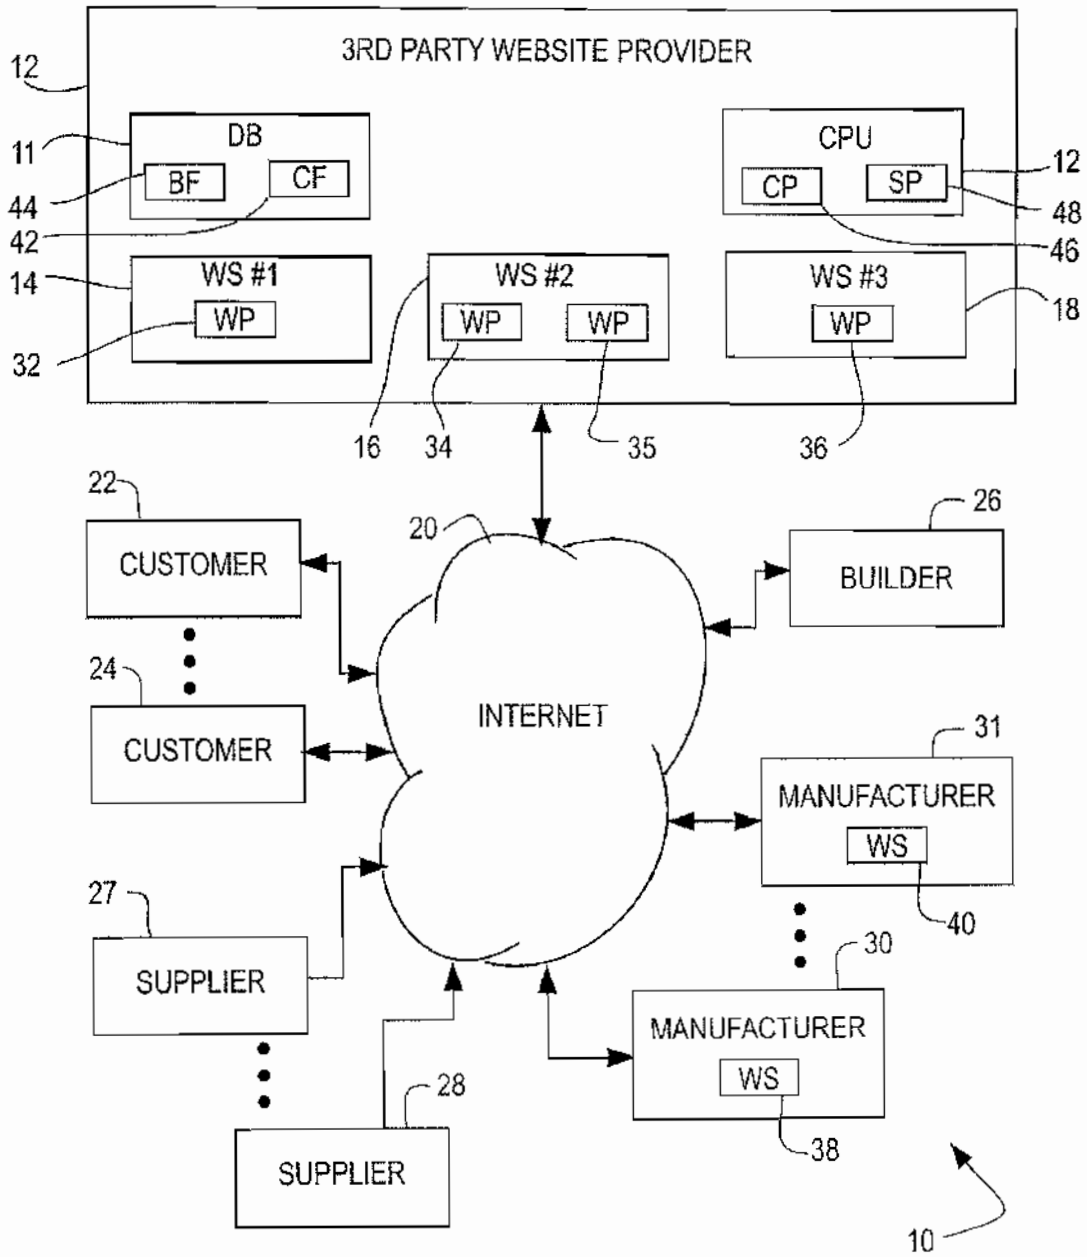 3RD PARTY WEBSITE PROVIDER
12
DB
CPU
11
12
BF
CF
CP
SP
44
48
42
46
WS #1
WS #2
WS #3
14
18
WP
WP
WP
WP
32
16
34
35
36
22
20
26
CUSTOMER
BUILDER
24
INTERNET
CUSTOMER
31
MANUFACTURER
WS
27
40
30
SUPPLIER
MANUFACTURER
WS
28
38
SUPPLIER
10